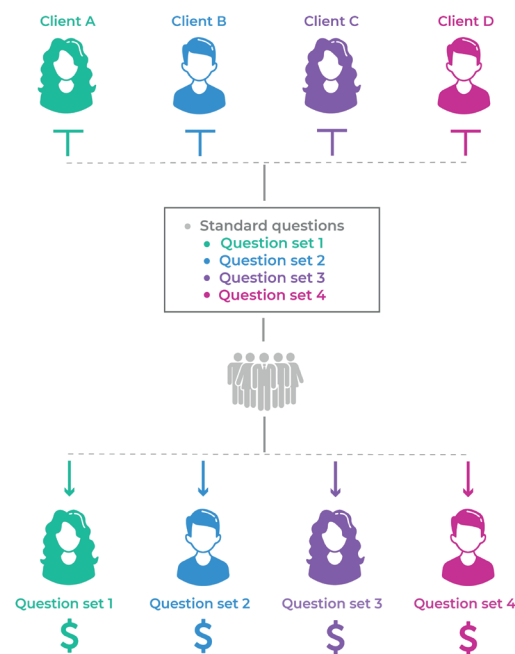 Client A
Client B
Client C
Client D
Standard questions
Question set 1
Question set 2
Question set 3
Question set 4
Question set 1
Question set 2
Question set 3
Question set 4
$
$
$
$